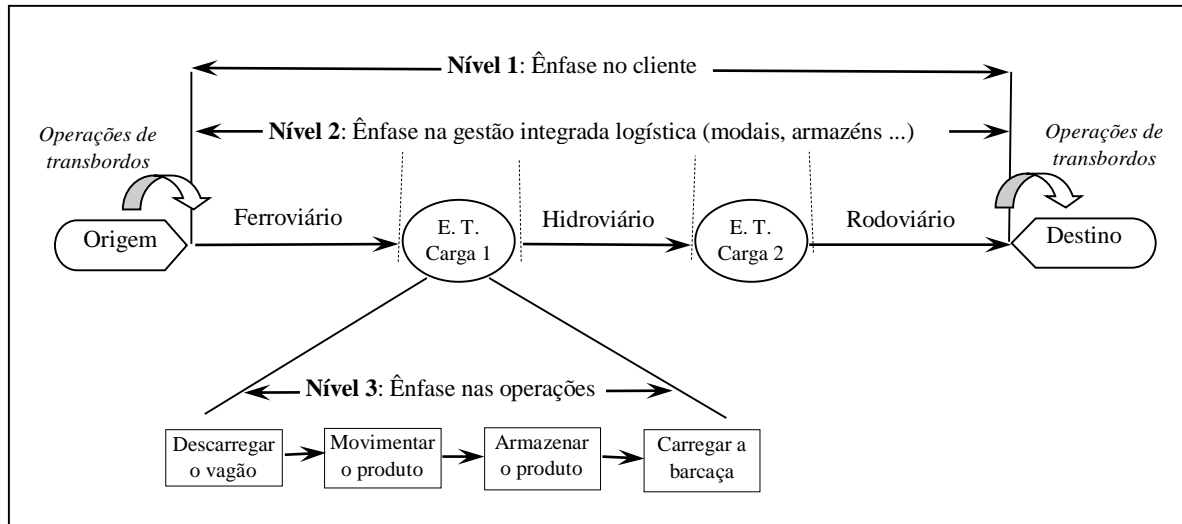 Nível 1: Ênfase no cliente
Nível 2: Ênfase na gestão integrada logística (modais, armazéns ...)
Operações de
transbordos
Operações de
transbordos
Origem
Ferroviário
E. T.
Carga 1
Hidroviário
E. T.
Carga 2
Rodoviário
Destino
Nível 3: Ênfase nas operações
Descarregar
o vagão
Movimentar
o produto
Armazenar
o produto
Carregar a
barcaça